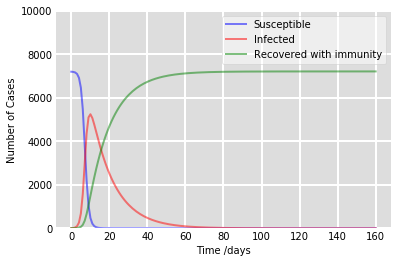 10000
8000
6000
4000
2000
0
Number of Cases
Susceptible
Infected
Recovered with immunity
0 20 40 60 80 100 120 140 160
Time /days